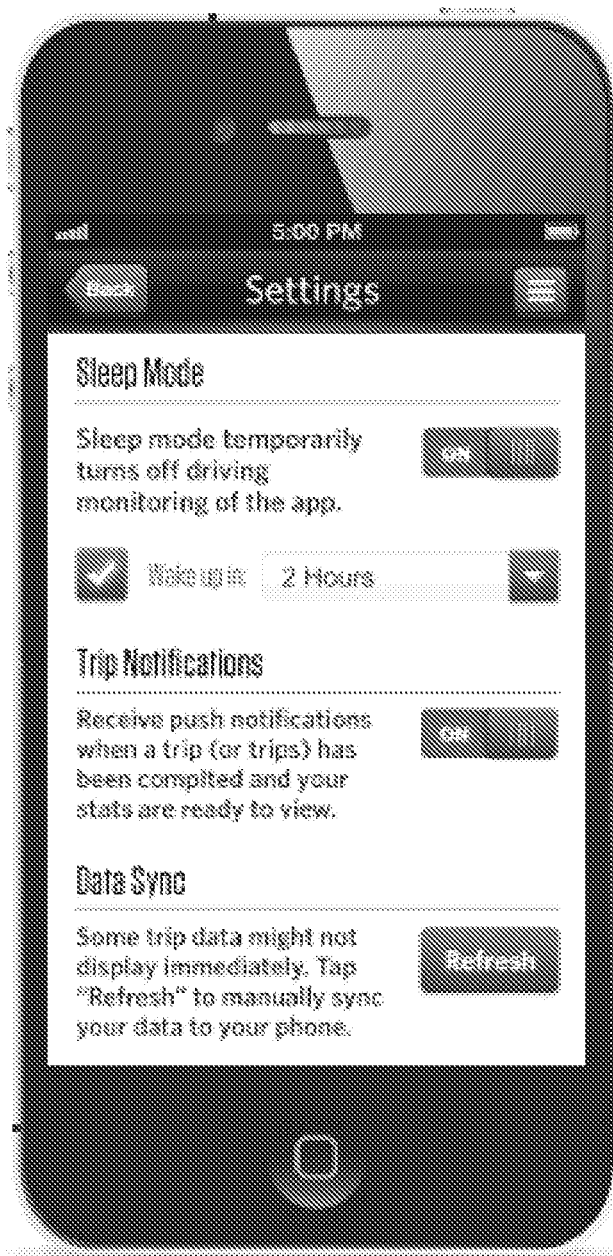 5:00 PM
Back
Settings
Sleep Mode
Sleep mode temporarily
turns off driving
monitoring of the app.
ON
Wake up in:
2 Hours
Trip Notifications
Receive push notifications
when a trip (or trips) has
been complted and your
stats are ready to view.
ON
Data Sync
Some trip data might not
display immediately. Tap
"Refresh" to manually sync
your data to your phone.
Refresh